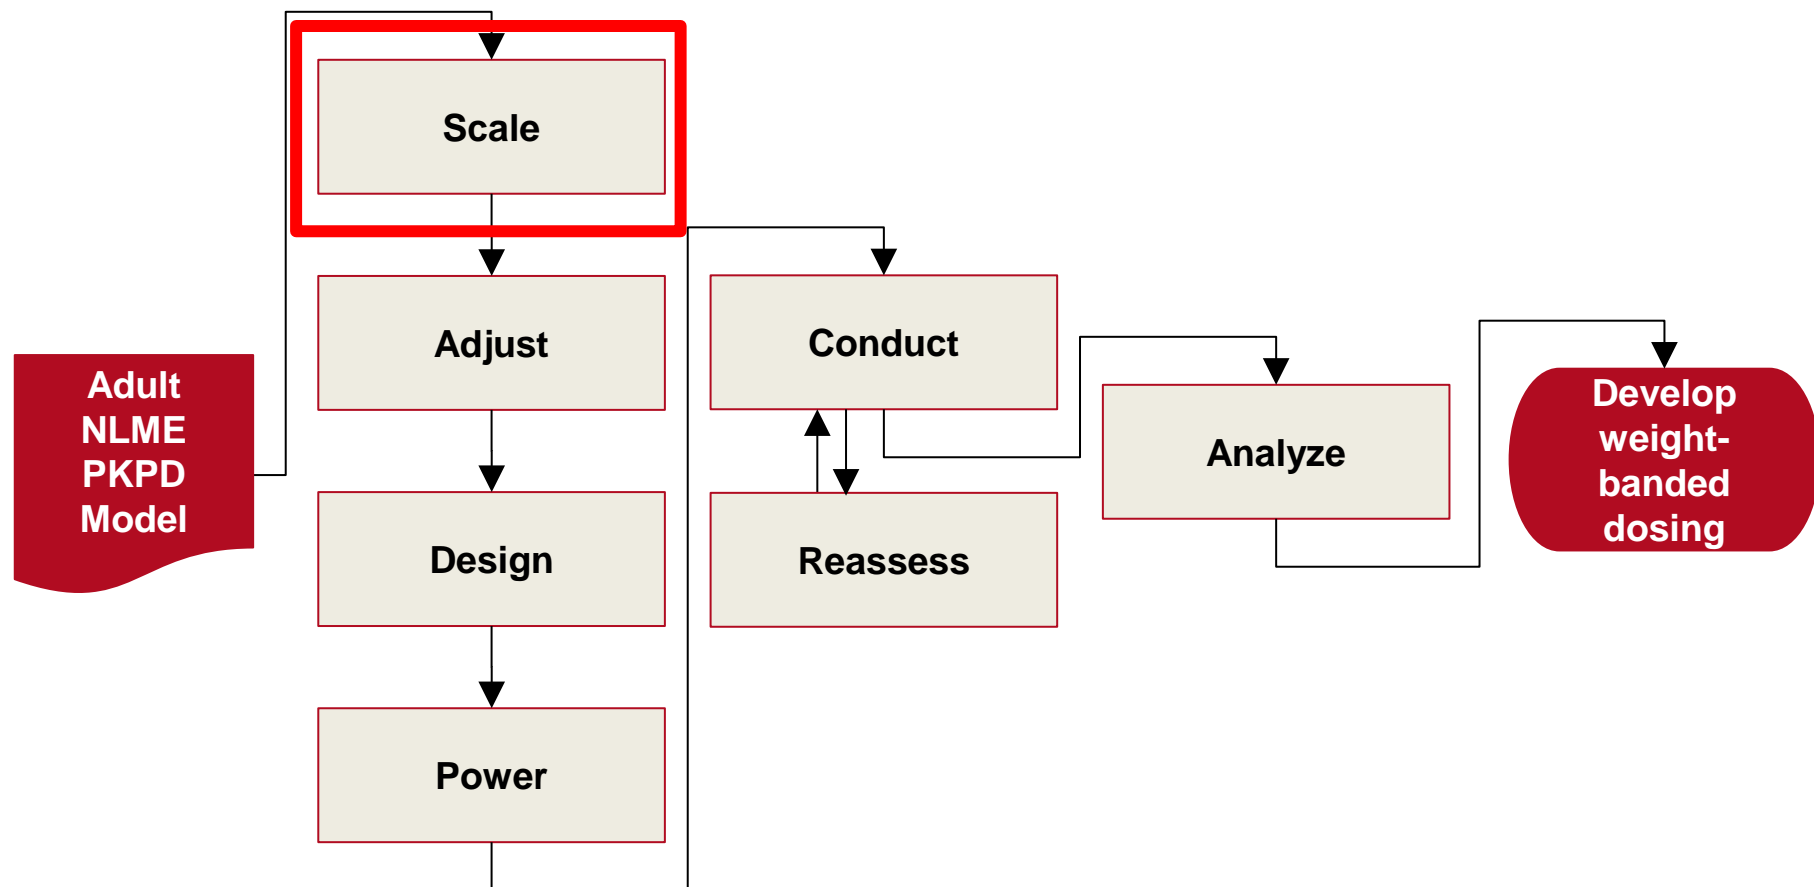 Adult
NLME
PKPD
Model
Scale
Adjust
Design
Power
Conduct
Reassess
Analyze
Develop
weight-
banded
dosing